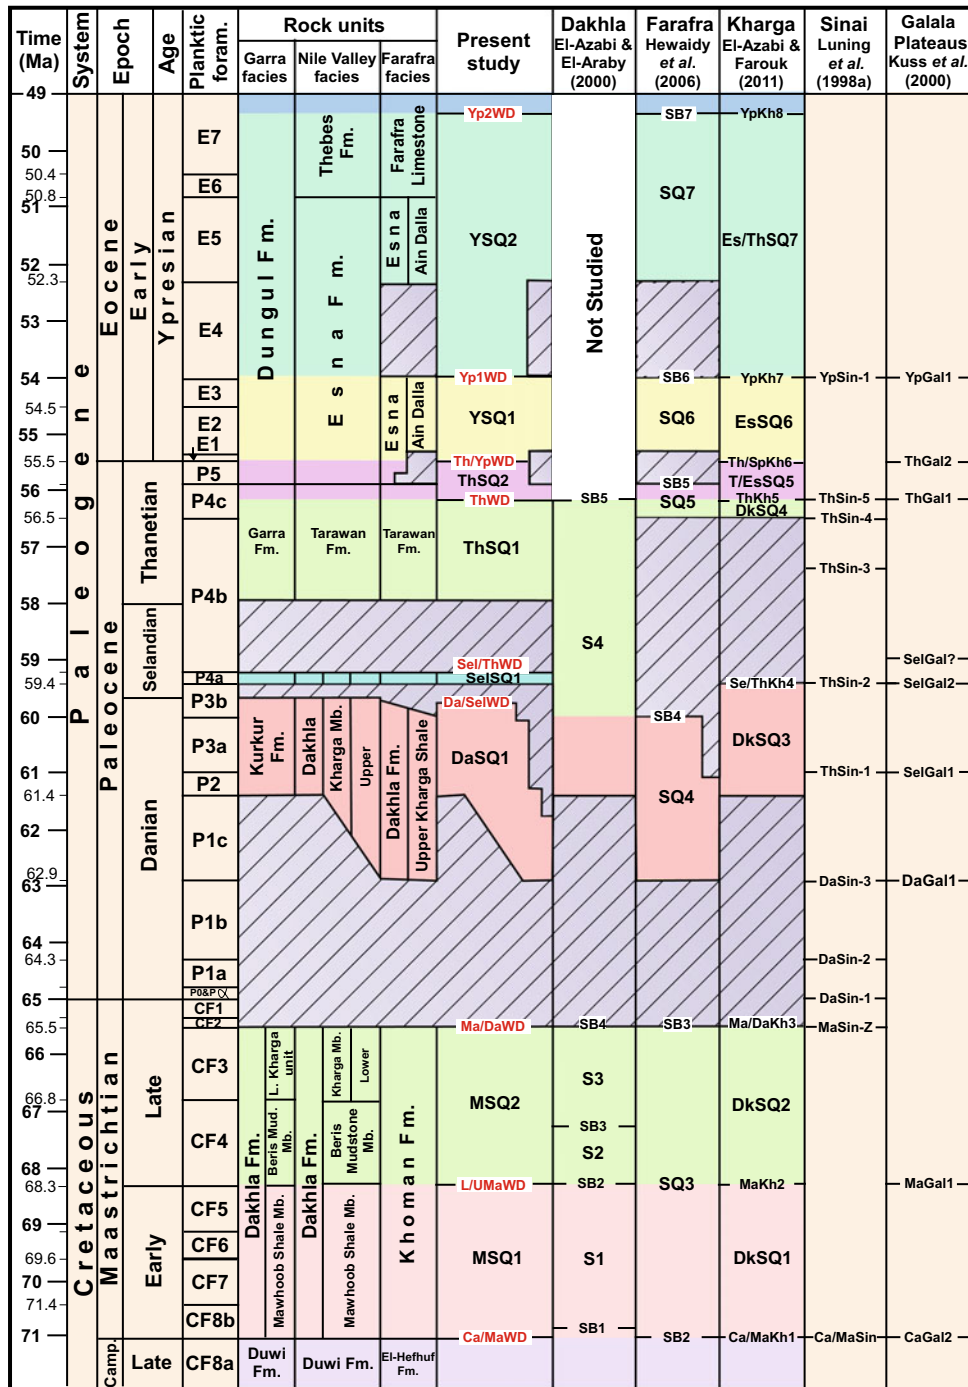 Time
(Ma)
System
Epoch
Age
Planktic
foram.
Rock units
Garra
facies
Nile Valley
facies
Farafra
facies
Present
study
Dakhla
El-Azabi &
El-Araby
(2000)
Farafra
Hewaidy
et al.
(2006)
Kharga
El-Azabi &
Farouk
(2011)
Sinai
Luning
et al.
(1998a)
Galala
Plateaus
Kuss et al.
(2000)
49
50
50.4
50.8
51
52
52.3
53
54
54.5
55
55.5
56
56.5
57
58
59
59.4
60
61
61.4
62
62.9
63
64
64.3
65
65.5
66
66.8
67
68
68.3
69
69.6
70
71.4
71
Paleogene
Cretaceous
Eocene
Paleocene
Maastrichtian
Camp.
Early
Ypresian
Thanetian
Selandian
Danian
Late
Early
Late
E7
E6
E5
E4
E3
E2
E1
P5
P4c
P4b
P4a
P3b
P3a
P2
P1c
P1b
P1a
P0&Pα
CF1
CF2
CF3
CF4
CF5
CF6
CF7
CF8b
CF8a
Dungul Fm.
Garra
Fm.
Kurkur
Fm.
Dakhla Fm.
L. Kharga
unit
Beris Mud.
Mb.
Mawhoob Shale Mb.
Duwi
Fm.
Thebes
Fm.
Esna Fm.
Tarawan
Fm.
Dakhla
Kharga Mb.
Upper
Dakhla Fm.
Kharga Mb.
Lower
Beris
Mudstone
Mb.
Mawhoob Shale Mb.
Duwi Fm.
Farafra
Limestone
Esna
Ain Dalla
Esna
Ain Dalla
Tarawan
Fm.
Dakhla Fm.
Upper Kharga Shale
Khoman Fm.
El-Hefhuf
Fm.
Yp2WD
YSQ2
Yp1WD
YSQ1
Th/YpWD
ThSQ2
ThWD
ThSQ1
Sel/ThWD
SelSQ1
Da/SelWD
DaSQ1
Ma/DaWD
MSQ2
L/UMaWD
MSQ1
Ca/MaWD
Not Studied
SB5
S4
SB4
S3
SB3
S2
SB2
S1
SB1
SB7
SQ7
SB6
SQ6
SB5
SQ5
SB4
SQ4
SB3
SQ3
SB2
YpKh8
Es/ThSQ7
YpKh7
EsSQ6
Th/SpKh6
T/EsSQ5
ThKh5
DkSQ4
Se/ThKh4
DkSQ3
Ma/DaKh3
DkSQ2
MaKh2
DkSQ1
Ca/MaKh1
YpSin-1
ThSin-5
ThSin-4
ThSin-3
ThSin-2
ThSin-1
DaSin-3
DaSin-2
DaSin-1
MaSin-Z
Ca/MaSin
YpGal1
ThGal2
ThGal1
SelGal?
SelGal2
SelGal1
DaGal1
MaGal1
CaGal2